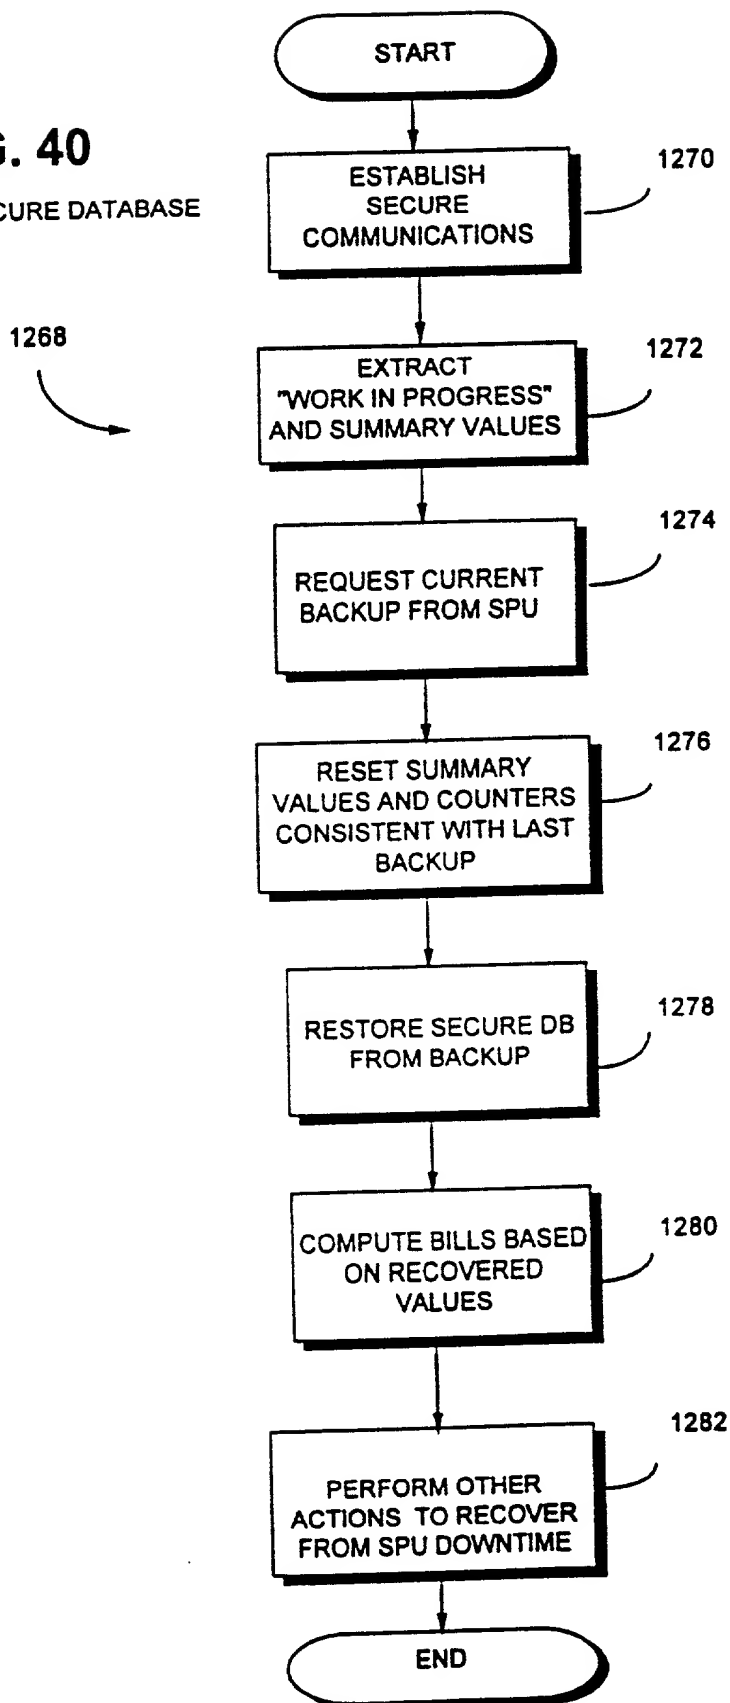 START
G. 40
CURE DATABASE
1268
ESTABLISH
SECURE
COMMUNICATIONS
1270
EXTRACT
"WORK IN PROGRESS"
AND SUMMARY VALUES
1272
REQUEST CURRENT
BACKUP FROM SPU
1274
RESET SUMMARY
VALUES AND COUNTERS
CONSISTENT WITH LAST
BACKUP
1276
RESTORE SECURE DB
FROM BACKUP
1278
COMPUTE BILLS BASED
ON RECOVERED
VALUES
1280
PERFORM OTHER
ACTIONS TO RECOVER
FROM SPU DOWNTIME
1282
END